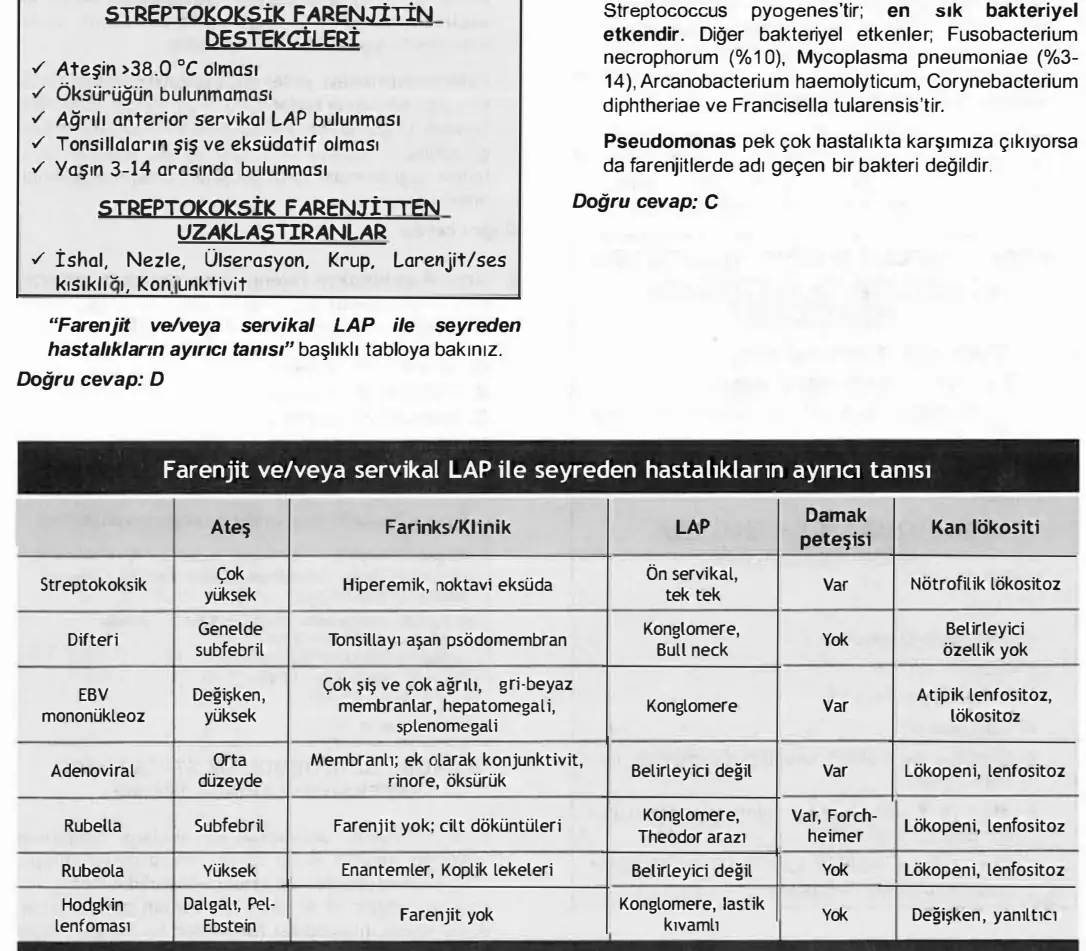 STREPTOKOKSİK FARENJİTİN
DESTEKÇİLERİ
✓ Ateşin >38.0 °C olması
✓ Öksürüğün bulunmaması
✓ Ağrılı anterior servikal LAP bulunması
✓ Tonsillaların şiş ve eksüdatif olması
✓ Yaşın 3-14 arasında bulunması
STREPTOKOKSİK FARENJİTTEN
UZAKLAŞTIRANLAR
✓ İshal, Nezle, Ülserasyon, Krup, Larenjit/ses
kısıklığı, Konjunktivit
"Farenjit ve/veya servikal LAP ile seyreden
hastalıkların ayırıcı tanısı" başlıklı tabloya bakınız.
Doğru cevap: D
Streptococcus pyogenes'tir; en sık bakteriyel
etkendir. Diğer bakteriyel etkenler; Fusobacterium
necrophorum (%10), Mycoplasma pneumoniae (%3-
14), Arcanobacterium haemolyticum, Corynebacterium
diphtheriae ve Francisella tularensis'tir.
Pseudomonas pek çok hastalıkta karşımıza çıkıyorsa
da farenjitlerde adı geçen bir bakteri değildir.
Doğru cevap: C
Farenjit ve/veya servikal LAP ile seyreden hastalıkların ayırıcı tanısı
Ateş Farinks/Klinik LAP Damak peteşisi Kan lökositi
Streptokoksik Çok yüksek Hiperemik, noktavi eksüda Ön servikal, tek tek Var Nötrofilik lökositoz
Difteri Genelde subfebril Tonsillayı aşan psödomembran Konglomere, Bull neck Yok Belirleyici özellik yok
EBV mononükleoz Değişken, yüksek Çok şiş ve çok ağrılı, gri-beyaz membranlar, hepatomegali, splenomegali Konglomere Var Atipik lenfositoz, lökositoz
Adenoviral Orta düzeyde Membranlı; ek olarak konjunktivit, rinore, öksürük Belirleyici değil Var Lökopeni, lenfositoz
Rubella Subfebril Farenjit yok; cilt döküntüleri Konglomere, Theodor arazı Var, Forch-heimer Lökopeni, lenfositoz
Rubeola Yüksek Enantemler, Koplik lekeleri Belirleyici değil Yok Lökopeni, lenfositoz
Hodgkin lenfoması Dalgalı, Pel-Ebstein Farenjit yok Konglomere, lastik kıvamlı Yok Değişken, yanıltıcı